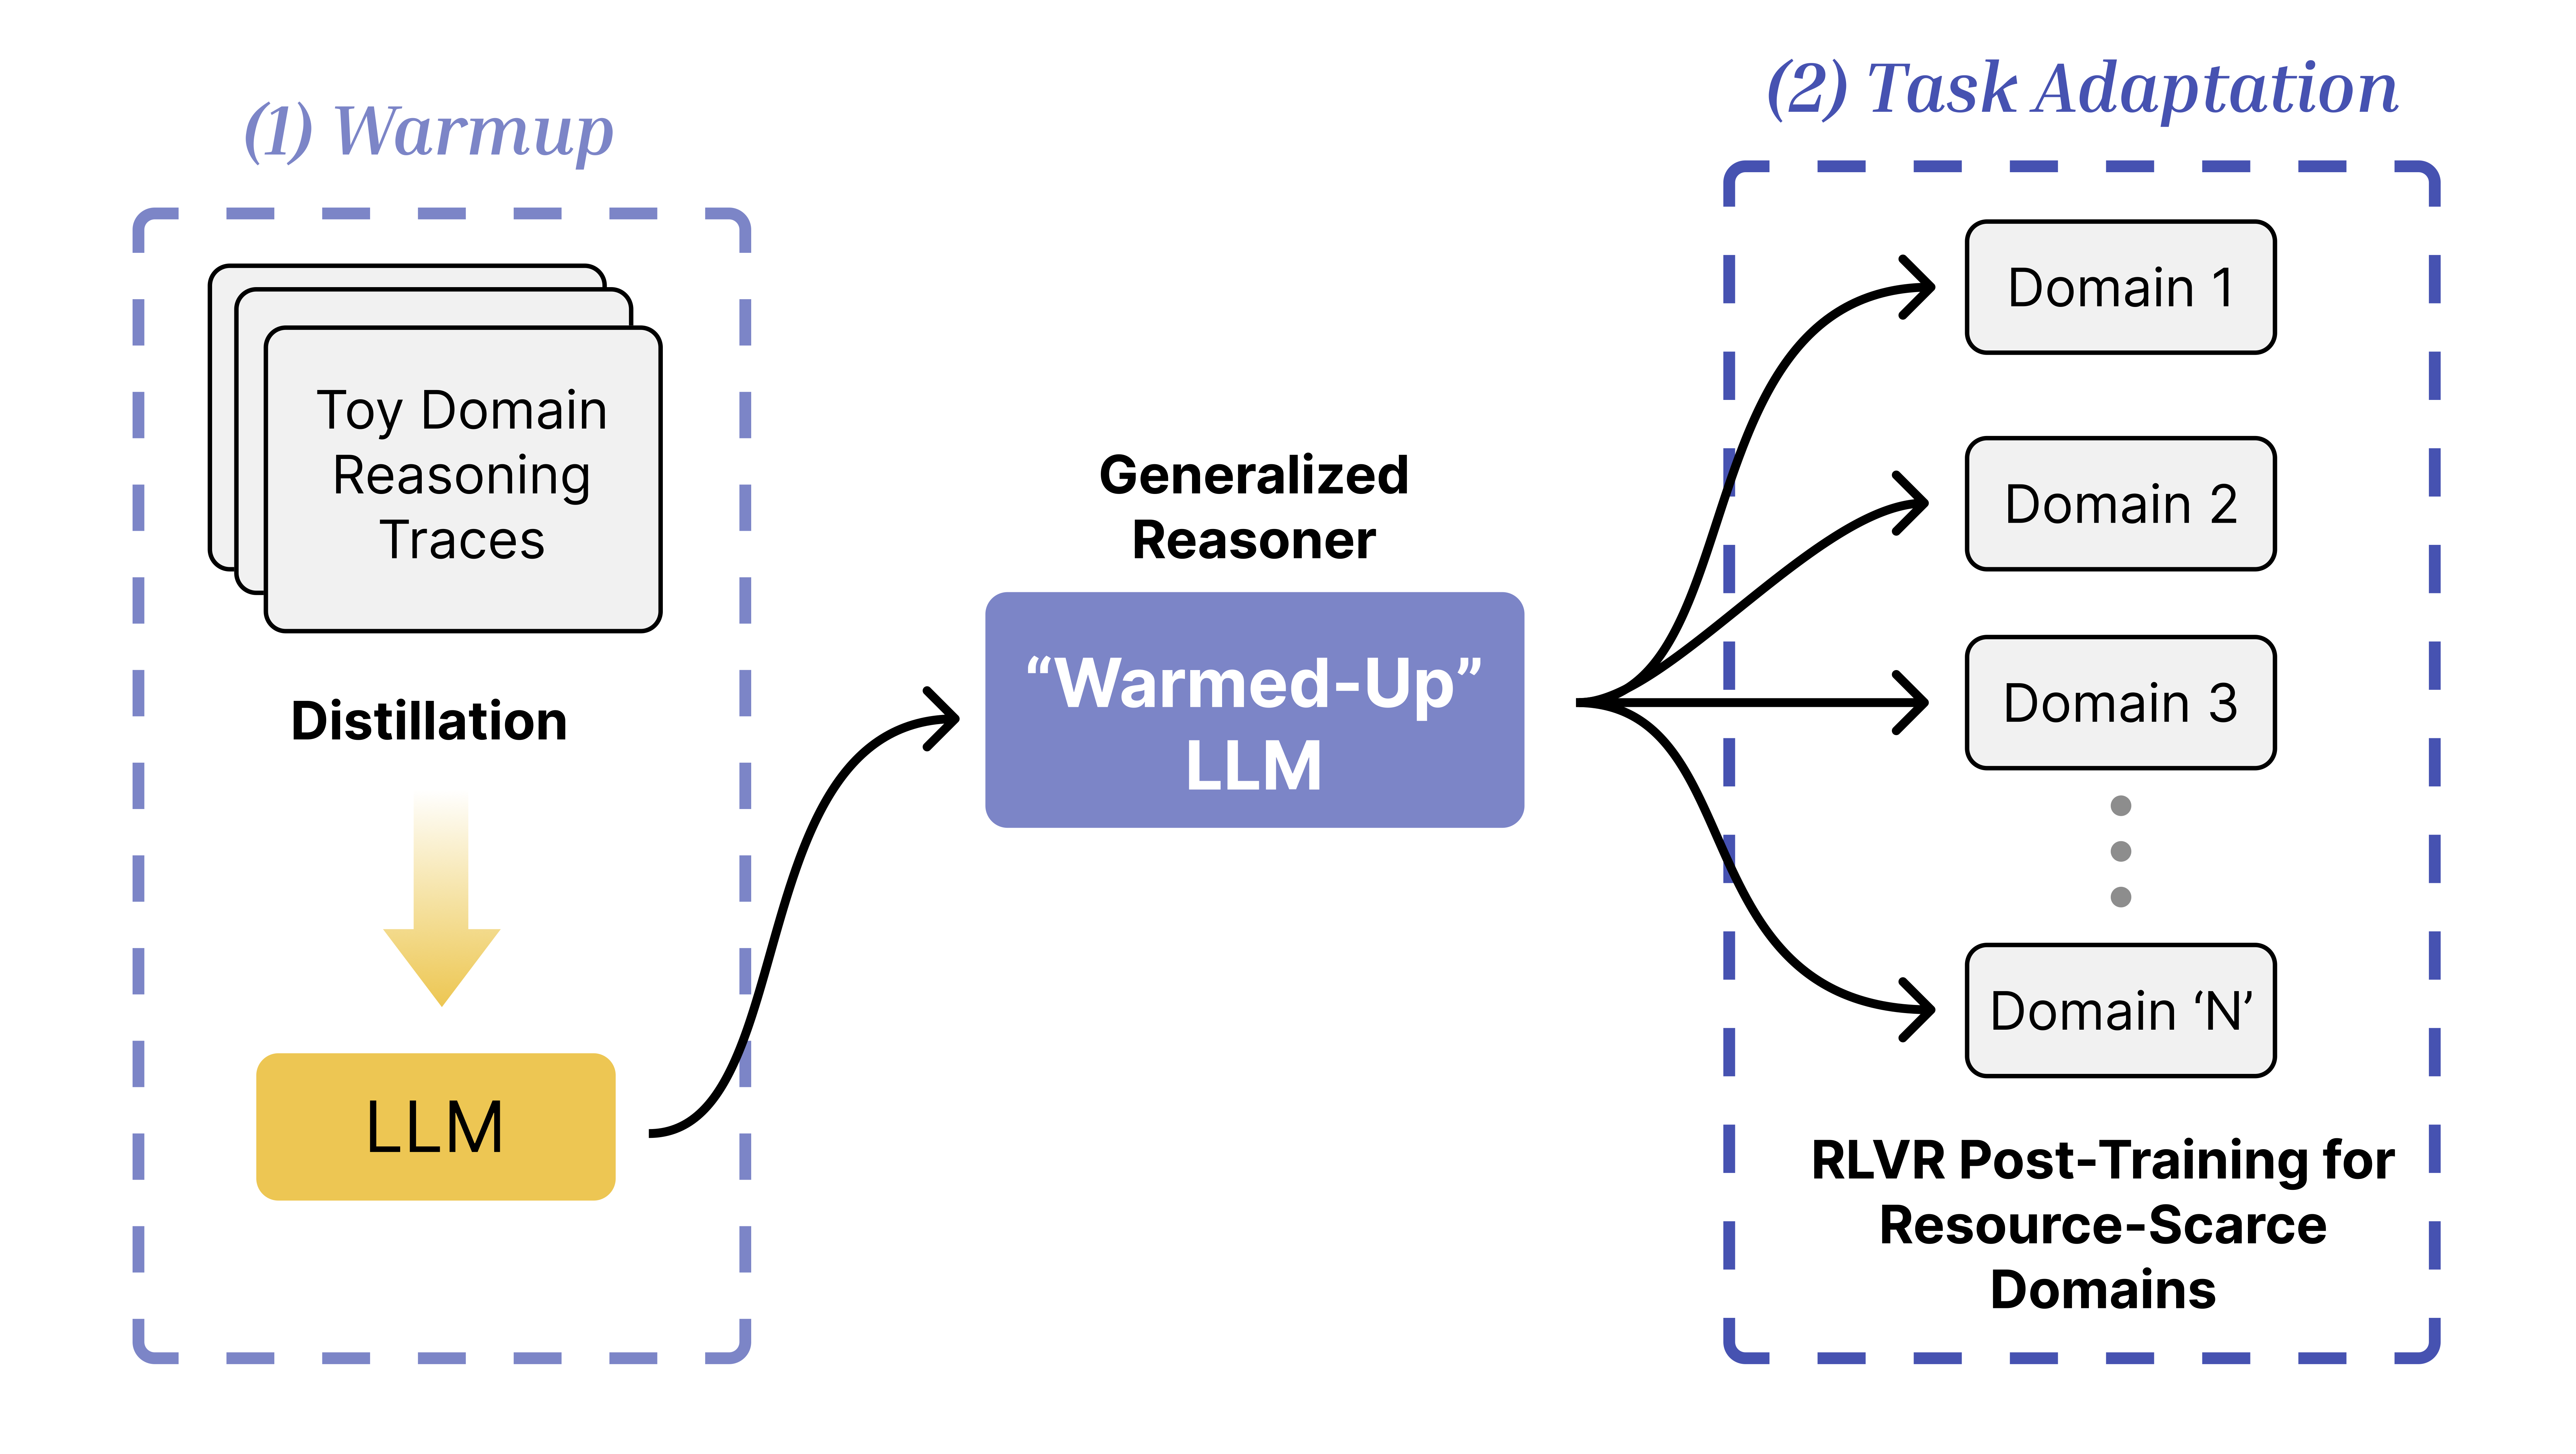 (1) Warmup
Toy Domain
Reasoning
Traces
Distillation
LLM
Generalized
Reasoner
“Warmed-Up”
LLM
(2) Task Adaptation
Domain 1
Domain 2
Domain 3
Domain ‘N’
RLVR Post-Training for
Resource-Scarce
Domains